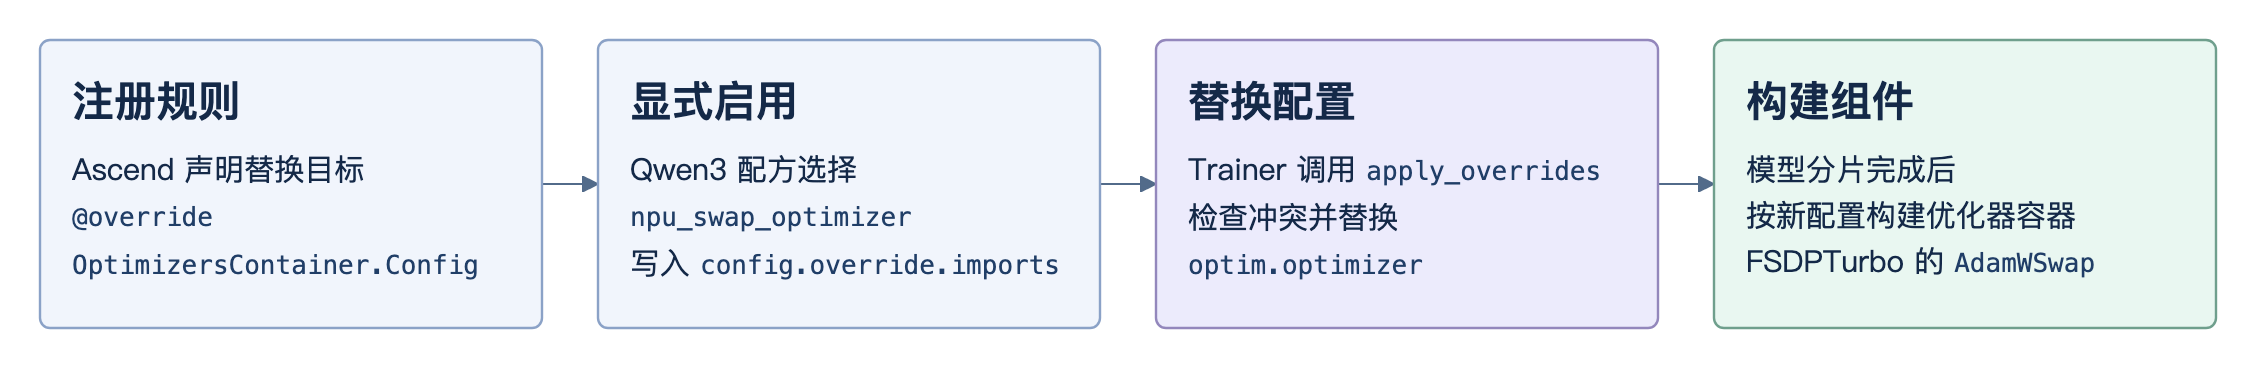 注册规则
Ascend 声明替换目标
@override
OptimizersContainer.Config
显式启用
Qwen3 配方选择
npu_swap_optimizer
写入 config.override.imports
替换配置
Trainer 调用 apply_overrides
检查冲突并替换
optim.optimizer
构建组件
模型分片完成后
按新配置构建优化器容器
FSDPTurbo 的 AdamWSwap